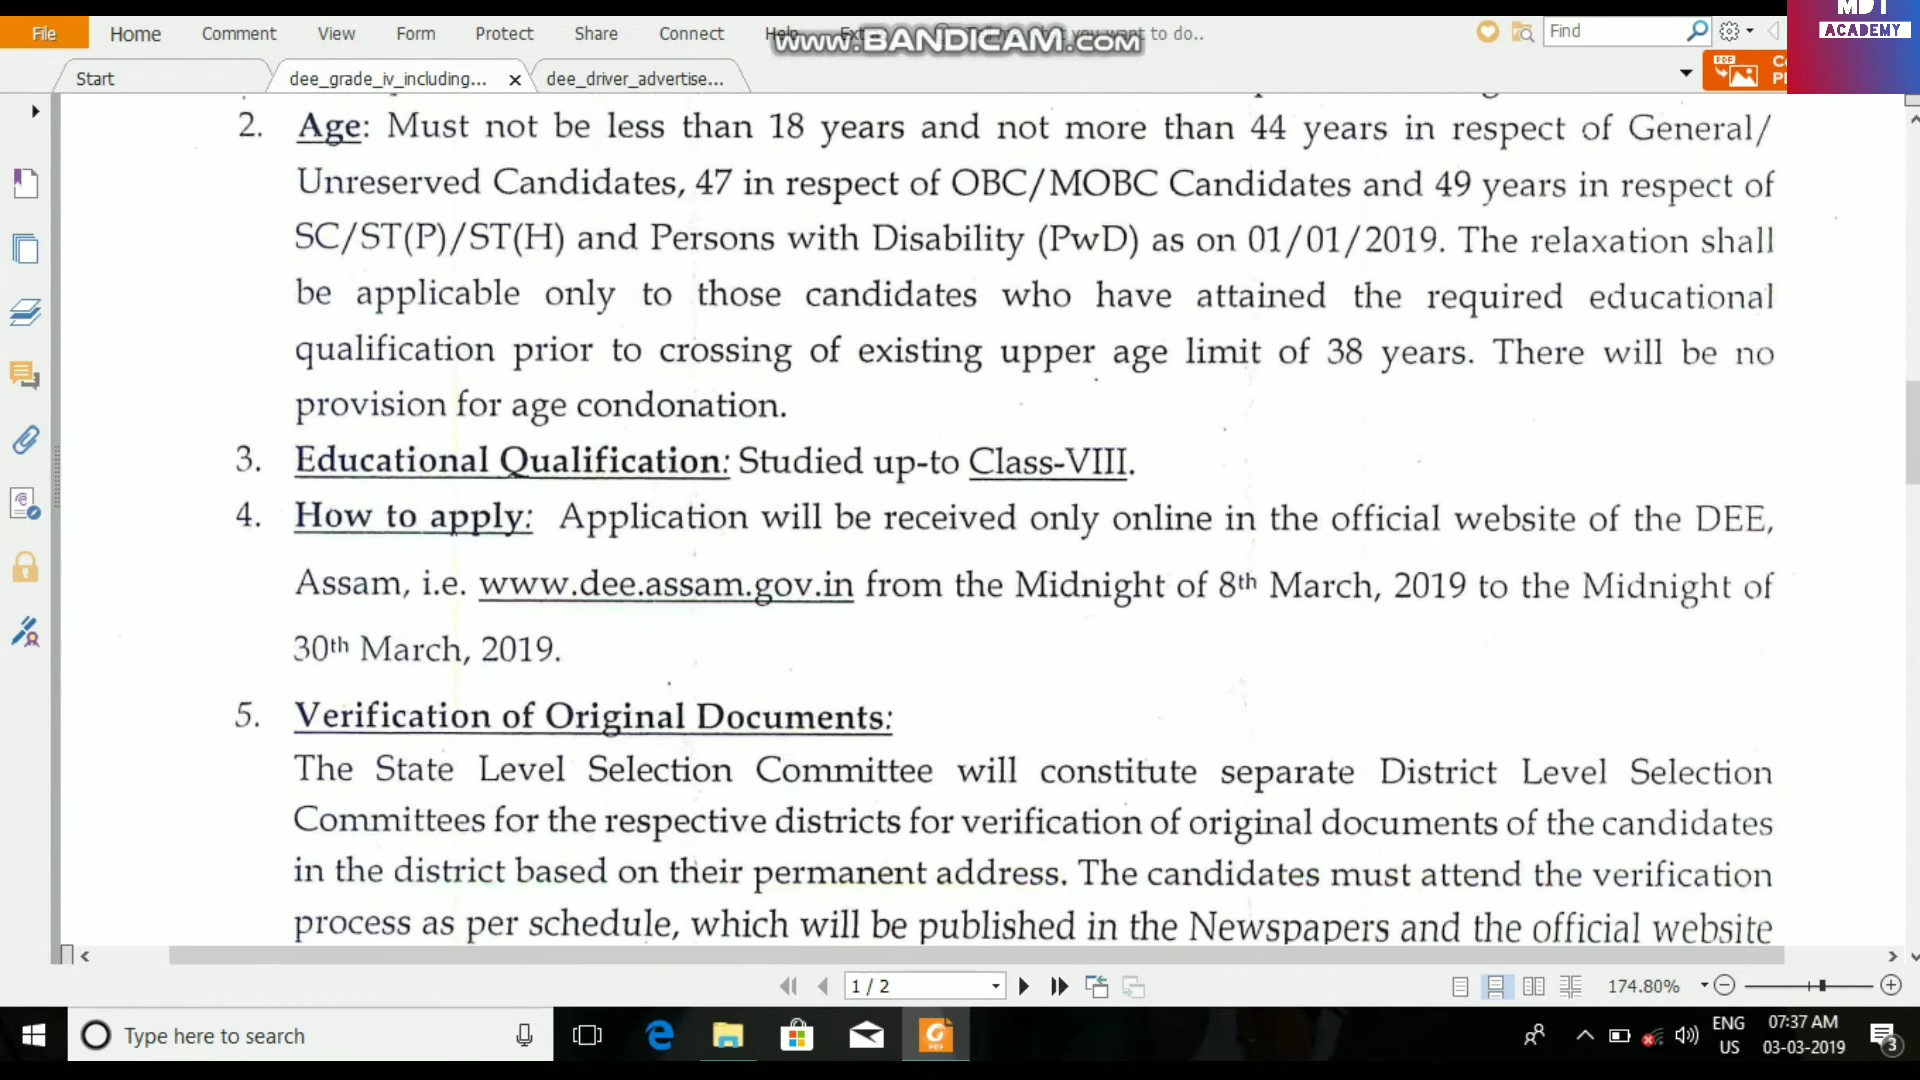 File Home Comment View Form Protect Share Connect Help
www.BANDICAM.com
Find
MDT
ACADEMY
Start dee_grade_iv_including... dee_driver_advertise...
2. Age: Must not be less than 18 years and not more than 44 years in respect of General/
Unreserved Candidates, 47 in respect of OBC/MOBC Candidates and 49 years in respect of
SC/ST(P)/ST(H) and Persons with Disability (PwD) as on 01/01/2019. The relaxation shall
be applicable only to those candidates who have attained the required educational
qualification prior to crossing of existing upper age limit of 38 years. There will be no
provision for age condonation.
3. Educational Qualification: Studied up-to Class-VIII.
4. How to apply: Application will be received only online in the official website of the DEE,
Assam, i.e. www.dee.assam.gov.in from the Midnight of 8th March, 2019 to the Midnight of
30th March, 2019.
5. Verification of Original Documents:
The State Level Selection Committee will constitute separate District Level Selection
Committees for the respective districts for verification of original documents of the candidates
in the district based on their permanent address. The candidates must attend the verification
process as per schedule, which will be published in the Newspapers and the official website
1 / 2 174.80%
Type here to search
ENG 07:37 AM
US 03-03-2019
3